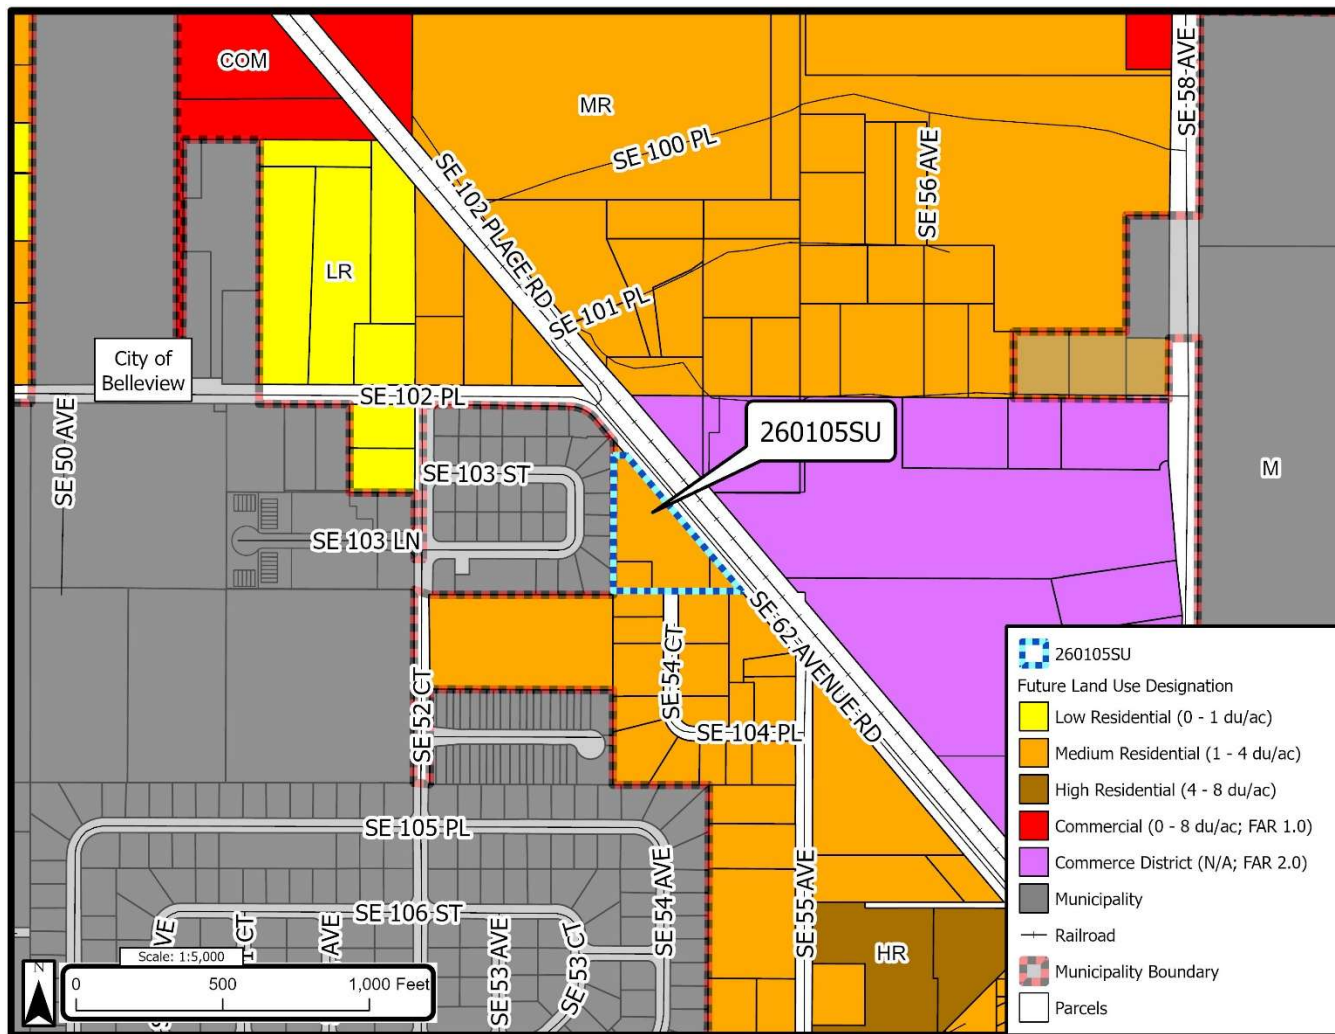 COM
MR
SE 100 PL
SE 56 AVE
SE 58 AVE
SE 102 PLACE RD
LR
SE 101 PL
City of
Belleview
SE 102 PL
SE 50 AVE
260105SU
SE 103 ST
M
SE 103 LN
SE 62 AVENUE RD
SE 54 CT
SE 52 CT
SE 104 PL
SE 105 PL
SE 54 AVE
SE 55 AVE
SE 106 ST
AVE
CT
AVE
SE 53 AVE
SE 53 CT
HR
260105SU
Future Land Use Designation
Low Residential (0 - 1 du/ac)
Medium Residential (1 - 4 du/ac)
High Residential (4 - 8 du/ac)
Commercial (0 - 8 du/ac; FAR 1.0)
Commerce District (N/A; FAR 2.0)
Municipality
Railroad
Municipality Boundary
Parcels
Scale: 1:5,000
N
0 500 1,000 Feet